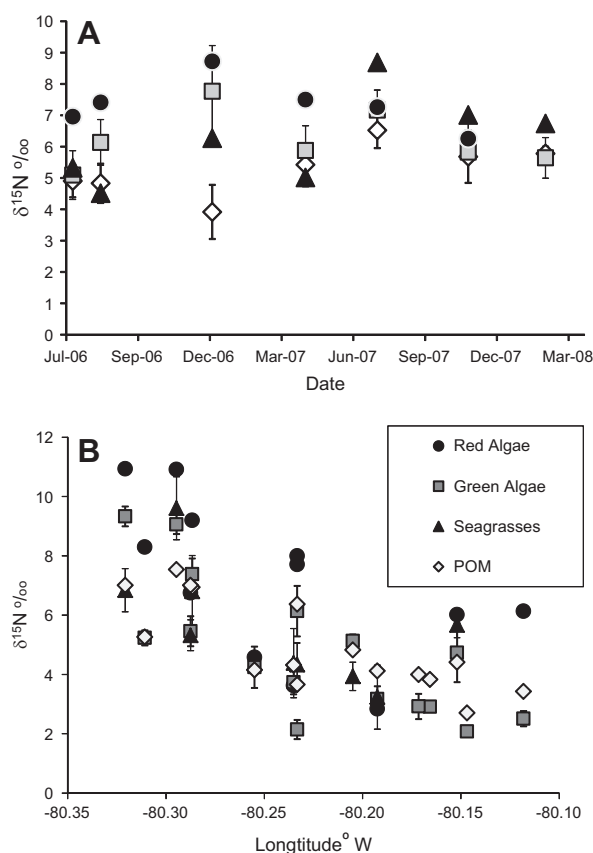 A
10
9
8
7
6
5
4
3
2
1
0
δ¹⁵N ‰
Jul-06 Sep-06 Dec-06 Mar-07 Jun-07 Sep-07 Dec-07 Mar-08
Date
B
12
10
8
6
4
2
0
δ¹⁵N ‰
Red Algae
Green Algae
Seagrasses
POM
-80.35 -80.30 -80.25 -80.20 -80.15 -80.10
Longtitude° W